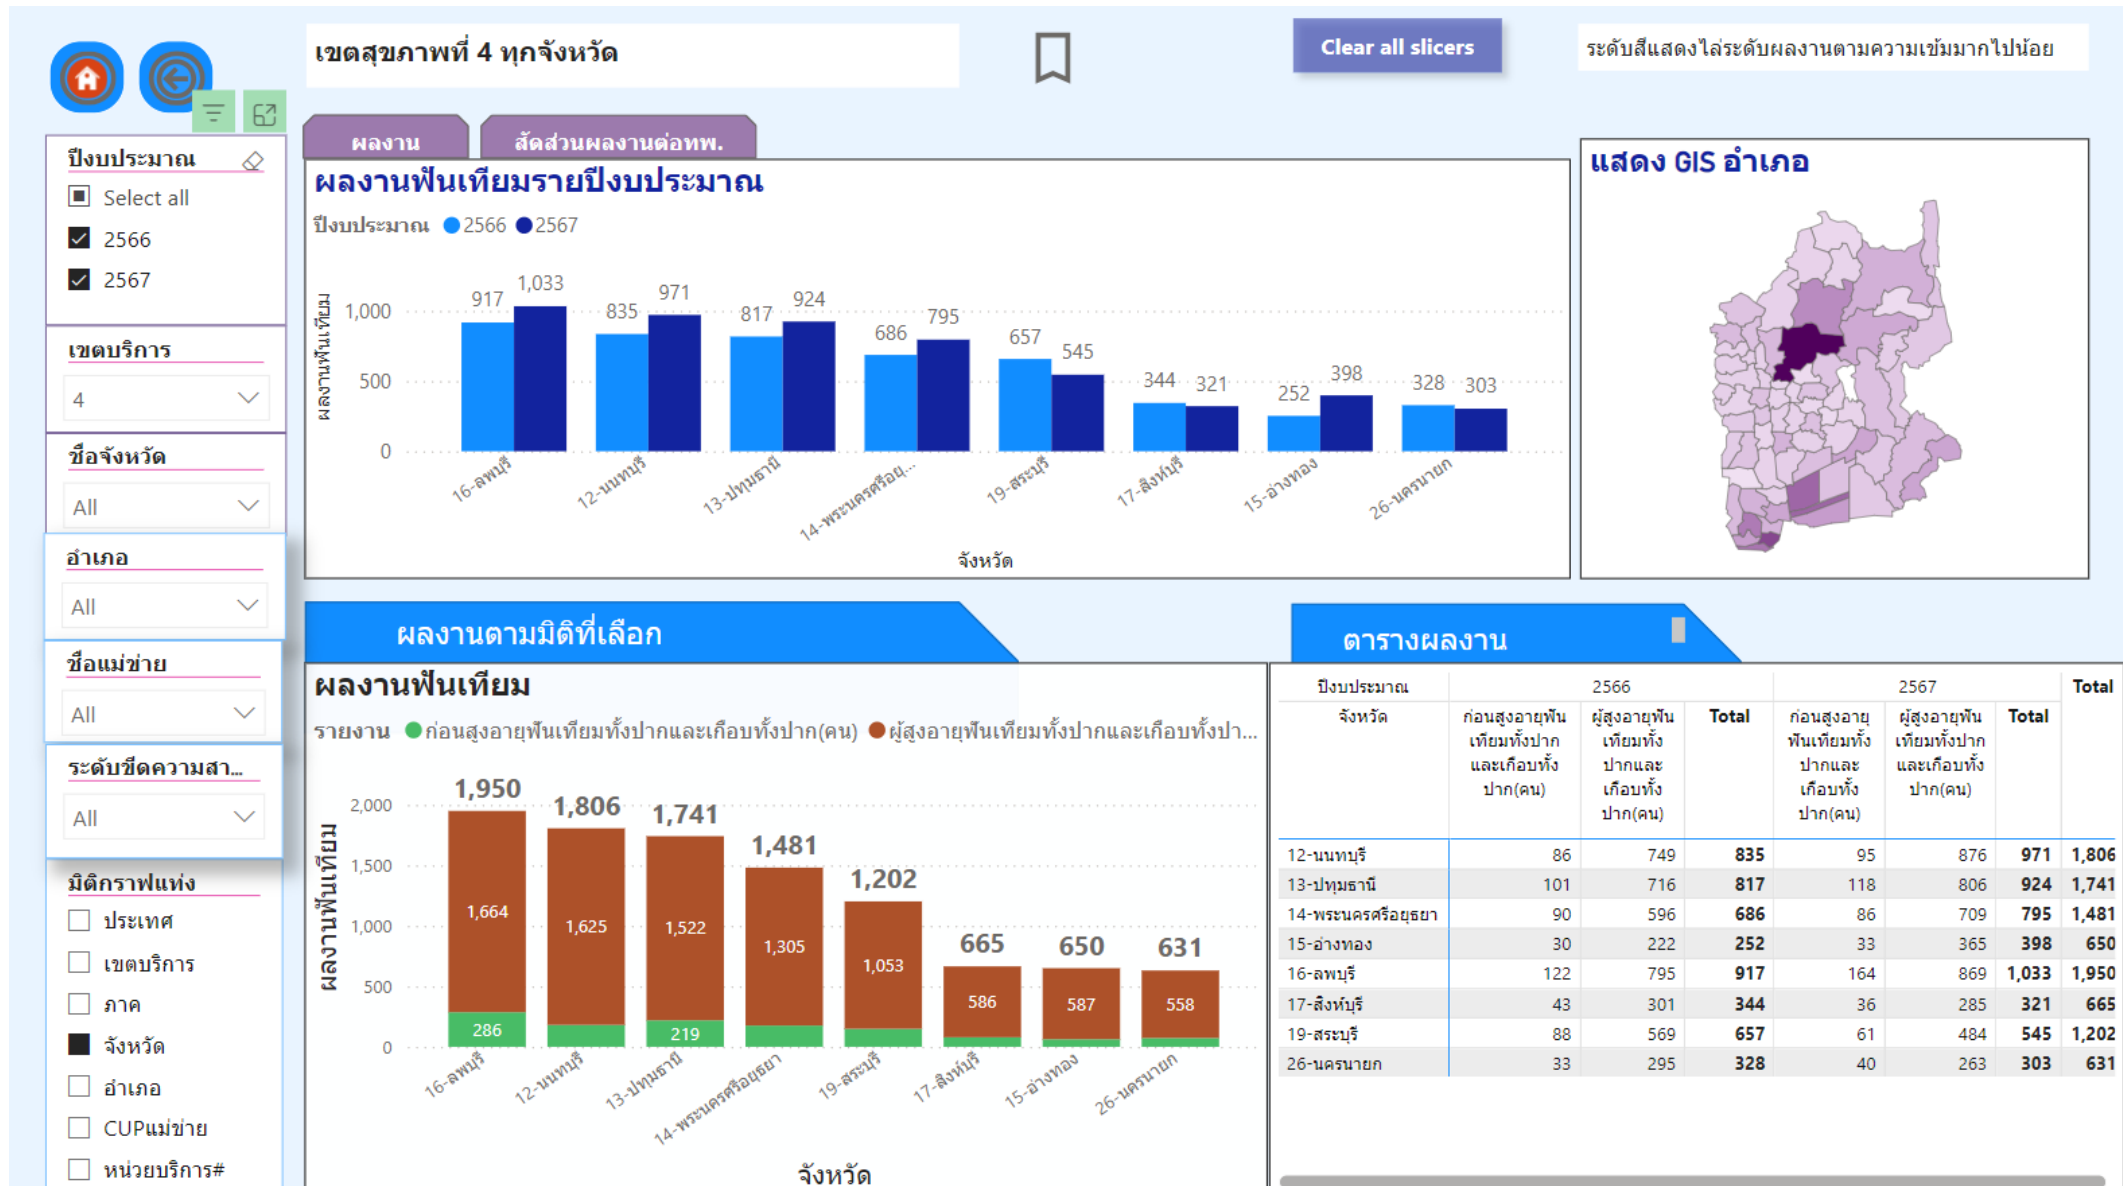 เขตสุขภาพที่ 4 ทุกจังหวัด
Clear all slicers
ระดับสีแสดงไล่ระดับผลงานตามความเข้มมากไปน้อย
ปีงบประมาณ
Select all
2566
2567
เขตบริการ
4
ชื่อจังหวัด
All
อำเภอ
All
ชื่อแม่ข่าย
All
ระดับขีดความสา...
All
มิติกราฟแท่ง
ประเทศ
เขตบริการ
ภาค
จังหวัด
อำเภอ
CUPแม่ข่าย
หน่วยบริการ#
ผลงาน
สัดส่วนผลงานต่อทพ.
ผลงานฟันเทียมรายปีงบประมาณ
ปีงบประมาณ 2566 2567
ผลงานฟันเทียม
1,000
500
0
917 1,033
835 971
817 924
686 795
657 545
344 321
252 398
328 303
16-ลพบุรี
12-นนทบุรี
13-ปทุมธานี
14-พระนครศรีอยุ...
19-สระบุรี
17-สิงห์บุรี
15-อ่างทอง
26-นครนายก
จังหวัด
แสดง GIS อำเภอ
ผลงานตามมิติที่เลือก
ผลงานฟันเทียม
รายงาน ก่อนสูงอายุฟันเทียมทั้งปากและเกือบทั้งปาก(คน) ผู้สูงอายุฟันเทียมทั้งปากและเกือบทั้งปา...
ผลงานฟันเทียม
2,000
1,500
1,000
500
0
1,950
1,664
286
1,806
1,625
1,741
1,522
219
1,481
1,305
1,202
1,053
665
586
650
587
631
558
16-ลพบุรี
12-นนทบุรี
13-ปทุมธานี
14-พระนครศรีอยุธยา
19-สระบุรี
17-สิงห์บุรี
15-อ่างทอง
26-นครนายก
จังหวัด
ตารางผลงาน
ปีงบประมาณ 2566 2567 Total
จังหวัด ก่อนสูงอายุฟันเทียมทั้งปากและเกือบทั้งปาก(คน) ผู้สูงอายุฟันเทียมทั้งปากและเกือบทั้งปาก(คน) Total ก่อนสูงอายุฟันเทียมทั้งปากและเกือบทั้งปาก(คน) ผู้สูงอายุฟันเทียมทั้งปากและเกือบทั้งปาก(คน) Total
12-นนทบุรี 86 749 835 95 876 971 1,806
13-ปทุมธานี 101 716 817 118 806 924 1,741
14-พระนครศรีอยุธยา 90 596 686 86 709 795 1,481
15-อ่างทอง 30 222 252 33 365 398 650
16-ลพบุรี 122 795 917 164 869 1,033 1,950
17-สิงห์บุรี 43 301 344 36 285 321 665
19-สระบุรี 88 569 657 61 484 545 1,202
26-นครนายก 33 295 328 40 263 303 631